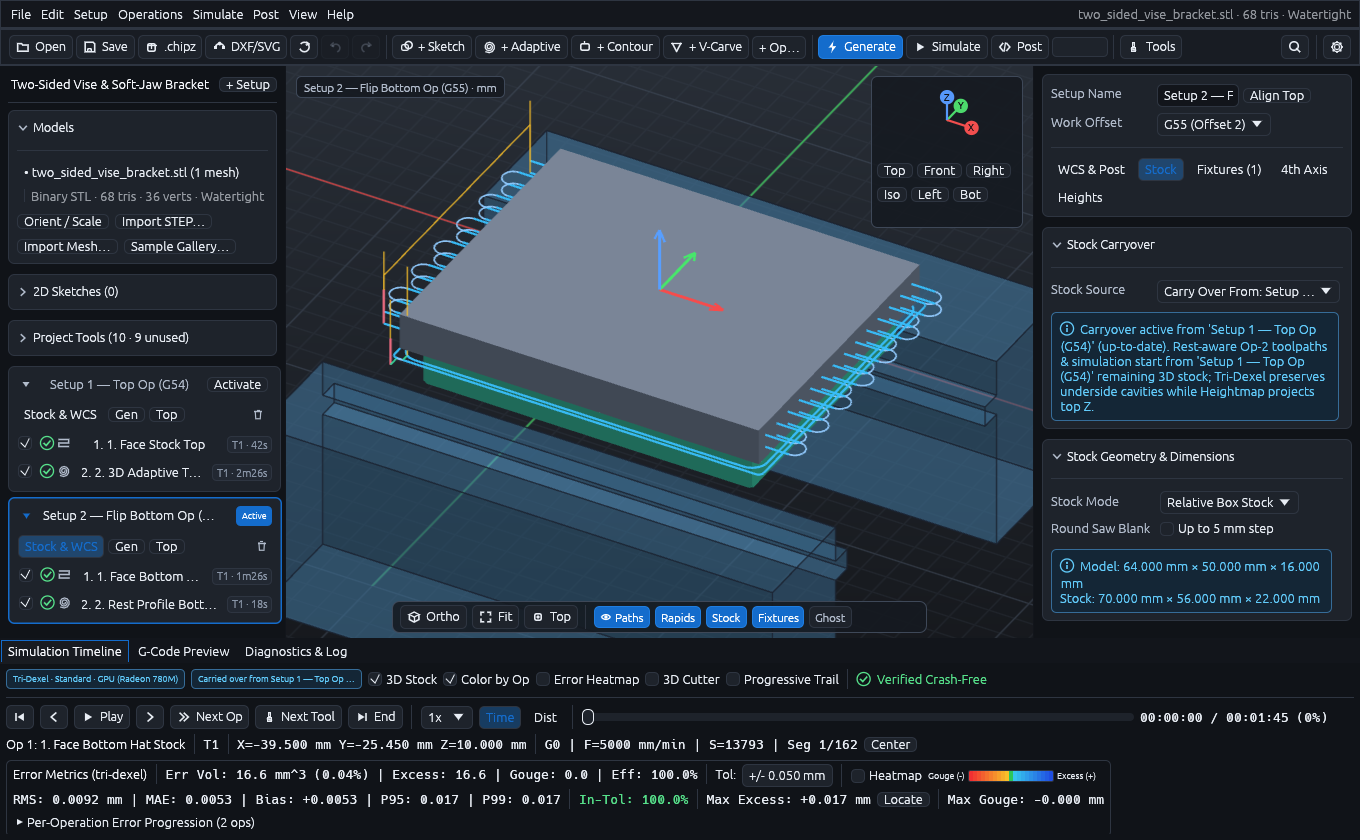 File Edit Setup Operations Simulate Post View Help
two_sided_vise_bracket.stl · 68 tris · Watertight
Open Save .chipz DXF/SVG + Sketch + Adaptive + Contour + V-Carve + Op… Generate Simulate Post Tools
Two-Sided Vise & Soft-Jaw Bracket + Setup
Models
• two_sided_vise_bracket.stl (1 mesh)
Binary STL · 68 tris · 36 verts · Watertight
Orient / Scale Import STEP…
Import Mesh… Sample Gallery…
2D Sketches (0)
Project Tools (10 · 9 unused)
Setup 1 — Top Op (G54) Activate
Stock & WCS Gen Top
1. 1. Face Stock Top T1 · 42s
2. 2. 3D Adaptive T… T1 · 2m26s
Setup 2 — Flip Bottom Op (… Active
Stock & WCS Gen Top
1. 1. Face Bottom … T1 · 1m26s
2. 2. Rest Profile Bott… T1 · 18s
Setup 2 — Flip Bottom Op (G55) · mm
Z Y X
Top Front Right
Iso Left Bot
Ortho Fit Top Paths Rapids Stock Fixtures Ghost
Setup Name Setup 2 — F Align Top
Work Offset G55 (Offset 2)
WCS & Post Stock Fixtures (1) 4th Axis
Heights
Stock Carryover
Stock Source Carry Over From: Setup …
Carryover active from 'Setup 1 — Top Op
(G54)' (up-to-date). Rest-aware Op-2 toolpaths
& simulation start from 'Setup 1 — Top Op
(G54)' remaining 3D stock; Tri-Dexel preserves
underside cavities while Heightmap projects
top Z.
Stock Geometry & Dimensions
Stock Mode Relative Box Stock
Round Saw Blank Up to 5 mm step
Model: 64.000 mm × 50.000 mm × 16.000
mm
Stock: 70.000 mm × 56.000 mm × 22.000 mm
Simulation Timeline G-Code Preview Diagnostics & Log
Tri-Dexel · Standard · GPU (Radeon 780M) Carried over from Setup 1 — Top Op … 3D Stock Color by Op Error Heatmap 3D Cutter Progressive Trail Verified Crash-Free
Play Next Op Next Tool End 1x Time Dist 00:00:00 / 00:01:45 (0%)
Op 1: 1. Face Bottom Hat Stock T1 X=-39.500 mm Y=-25.450 mm Z=10.000 mm G0 | F=5000 mm/min | S=13793 | Seg 1/162 Center
Error Metrics (tri-dexel) Err Vol: 16.6 mm^3 (0.04%) | Excess: 16.6 | Gouge: 0.0 | Eff: 100.0% Tol: +/- 0.050 mm Heatmap Gouge (-) Excess (+)
RMS: 0.0092 mm | MAE: 0.0053 | Bias: +0.0053 | P95: 0.017 | P99: 0.017 In-Tol: 100.0% Max Excess: +0.017 mm Locate Max Gouge: -0.000 mm
Per-Operation Error Progression (2 ops)